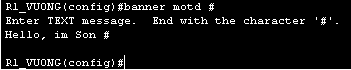 R1_VUONG(config)#banner motd #
Enter TEXT message.  End with the character '#'.
Hello, im Son #
R1_VUONG(config)#